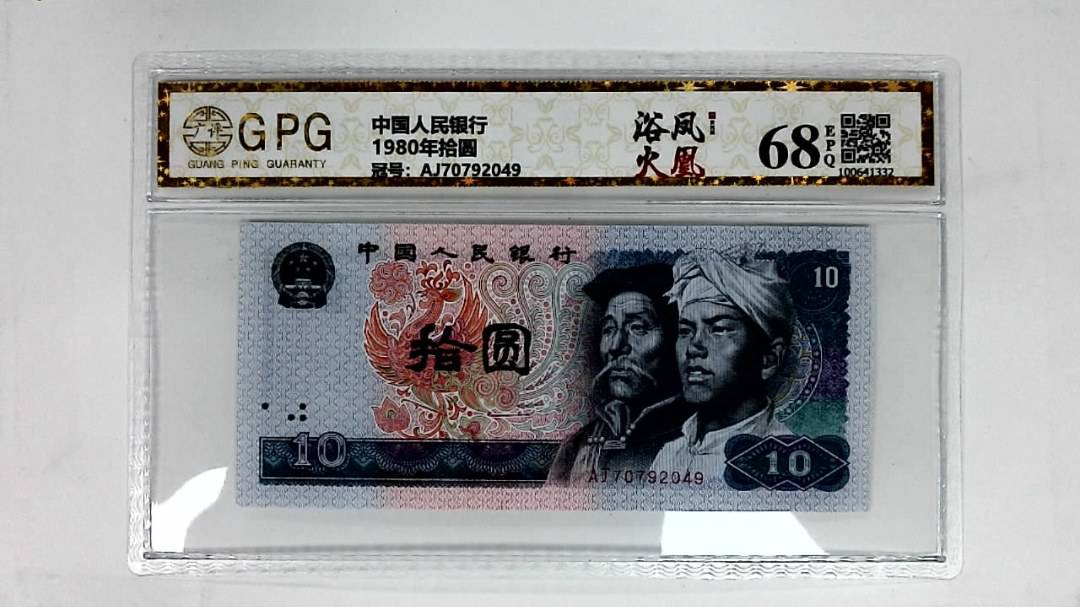 广评
GPG
GUANG PING GUARANTY
中国人民银行
1980年拾圆
冠号：AJ70792049
浴火
凤凰
68
EPQ
100641332
中国人民银行
10
拾圆
10
AJ70792049
10